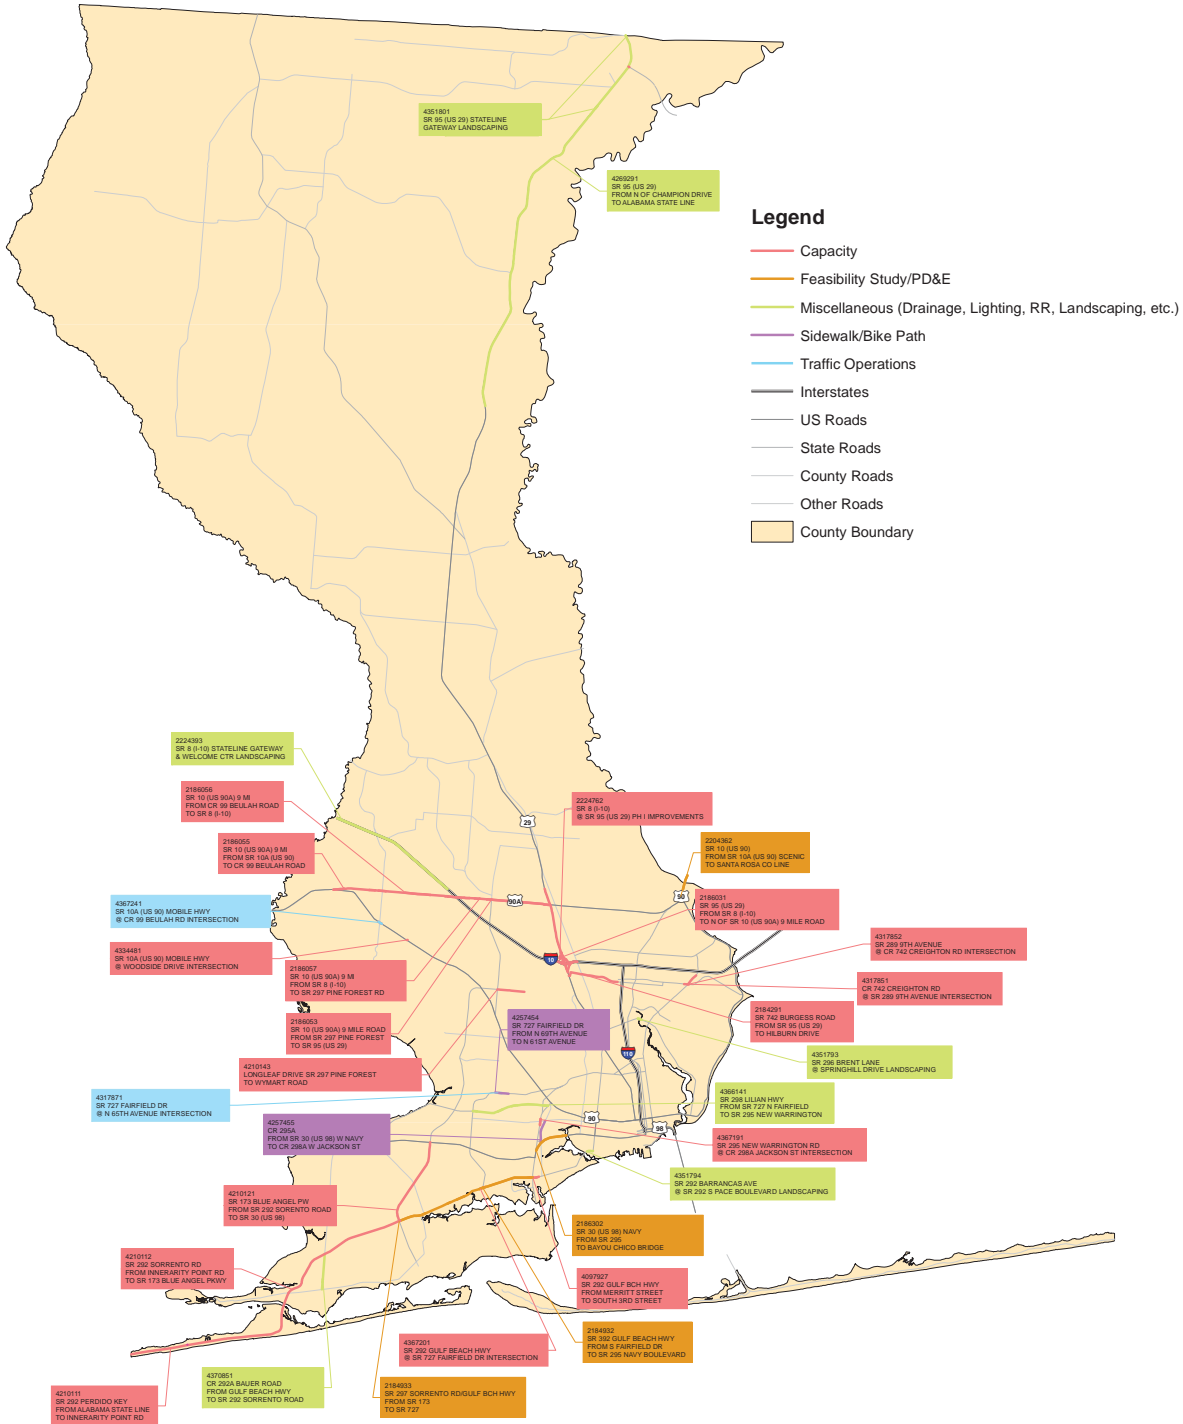 4351801
SR 95 (US 29) STATELINE
GATEWAY LANDSCAPING
4269291
SR 95 (US 29)
FROM N OF CHAMPION DRIVE
TO ALABAMA STATE LINE
Legend
Capacity
Feasibility Study/PD&E
Miscellaneous (Drainage, Lighting, RR, Landscaping, etc.)
Sidewalk/Bike Path
Traffic Operations
Interstates
US Roads
State Roads
County Roads
Other Roads
County Boundary
2224393
SR 8 (I-10) STATELINE GATEWAY
& WELCOME CTR LANDSCAPING
2186056
SR 10 (US 90A) 9 MI
FROM CR 99 BEULAH ROAD
TO SR 8 (I-10)
2224762
SR 8 (I-10)
@ SR 95 (US 29) PH I IMPROVEMENTS
29
2186055
SR 10 (US 90A) 9 MI
FROM SR 10A (US 90)
TO CR 99 BEULAH ROAD
2204362
SR 10 (US 90)
FROM SR 10A (US 90) SCENIC
TO SANTA ROSA CO LINE
90
90A
4367241
SR 10A (US 90) MOBILE HWY
@ CR 99 BEULAH RD INTERSECTION
2186031
SR 95 (US 29)
FROM SR 8 (I-10)
TO N OF SR 10 (US 90A) 9 MILE ROAD
4334481
SR 10A (US 90) MOBILE HWY
@ WOODSIDE DRIVE INTERSECTION
4317852
SR 289 9TH AVENUE
@ CR 742 CREIGHTON RD INTERSECTION
10
2186057
SR 10 (US 90A) 9 MI
FROM SR 8 (I-10)
TO SR 297 PINE FOREST RD
4317851
CR 742 CREIGHTON RD
@ SR 289 9TH AVENUE INTERSECTION
2186053
SR 10 (US 90A) 9 MILE ROAD
FROM SR 297 PINE FOREST
TO SR 95 (US 29)
4257454
SR 727 FAIRFIELD DR
FROM N 69TH AVENUE
TO N 61ST AVENUE
2184291
SR 742 BURGESS ROAD
FROM SR 95 (US 29)
TO HILBURN DRIVE
110
4210143
LONGLEAF DRIVE SR 297 PINE FOREST
TO WYMART ROAD
4351793
SR 296 BRENT LANE
@ SPRINGHILL DRIVE LANDSCAPING
4317871
SR 727 FAIRFIELD DR
@ N 65TH AVENUE INTERSECTION
4366141
SR 298 LILIAN HWY
FROM SR 727 N FAIRFIELD
TO SR 295 NEW WARRINGTON
90
98
4257455
CR 295A
FROM SR 30 (US 98) W NAVY
TO CR 298A W JACKSON ST
4367191
SR 295 NEW WARRINGTON RD
@ CR 298A JACKSON ST INTERSECTION
4351794
SR 292 BARRANCAS AVE
@ SR 292 S PACE BOULEVARD LANDSCAPING
4210121
SR 173 BLUE ANGEL PW
FROM SR 292 SORENTO ROAD
TO SR 30 (US 98)
2186302
SR 30 (US 98) NAVY
FROM SR 295
TO BAYOU CHICO BRIDGE
4210112
SR 292 SORRENTO RD
FROM INNERARITY POINT RD
TO SR 173 BLUE ANGEL PKWY
4097927
SR 292 GULF BCH HWY
FROM MERRITT STREET
TO SOUTH 3RD STREET
2184932
SR 392 GULF BEACH HWY
FROM S FAIRFIELD DR
TO SR 295 NAVY BOULEVARD
4367201
SR 292 GULF BEACH HWY
@ SR 727 FAIRFIELD DR INTERSECTION
4370851
CR 292A BAUER ROAD
FROM GULF BEACH HWY
TO SR 292 SORRENTO ROAD
2184933
SR 297 SORRENTO RD/GULF BCH HWY
FROM SR 173
TO SR 727
4210111
SR 292 PERDIDO KEY
FROM ALABAMA STATE LINE
TO INNERARITY POINT RD